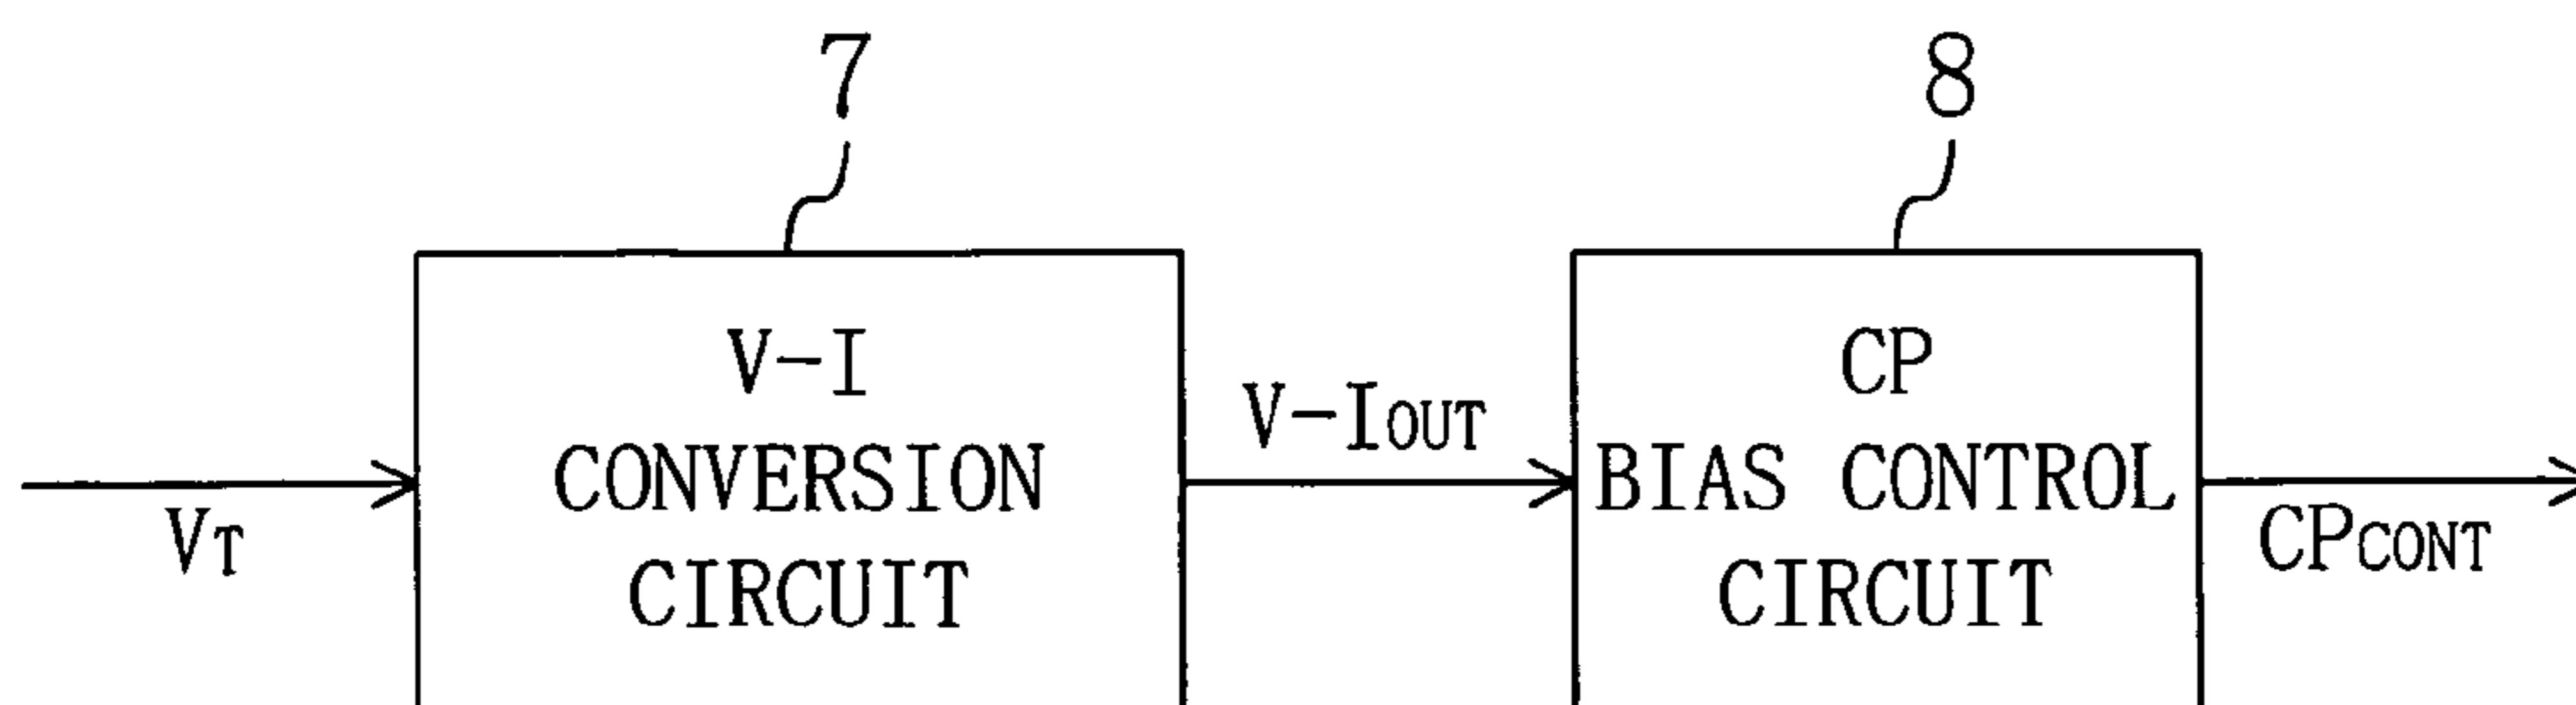 7
8
V-I
CONVERSION
CIRCUIT
CP
BIAS CONTROL
CIRCUIT
VT
V-IOUT
CPCONT